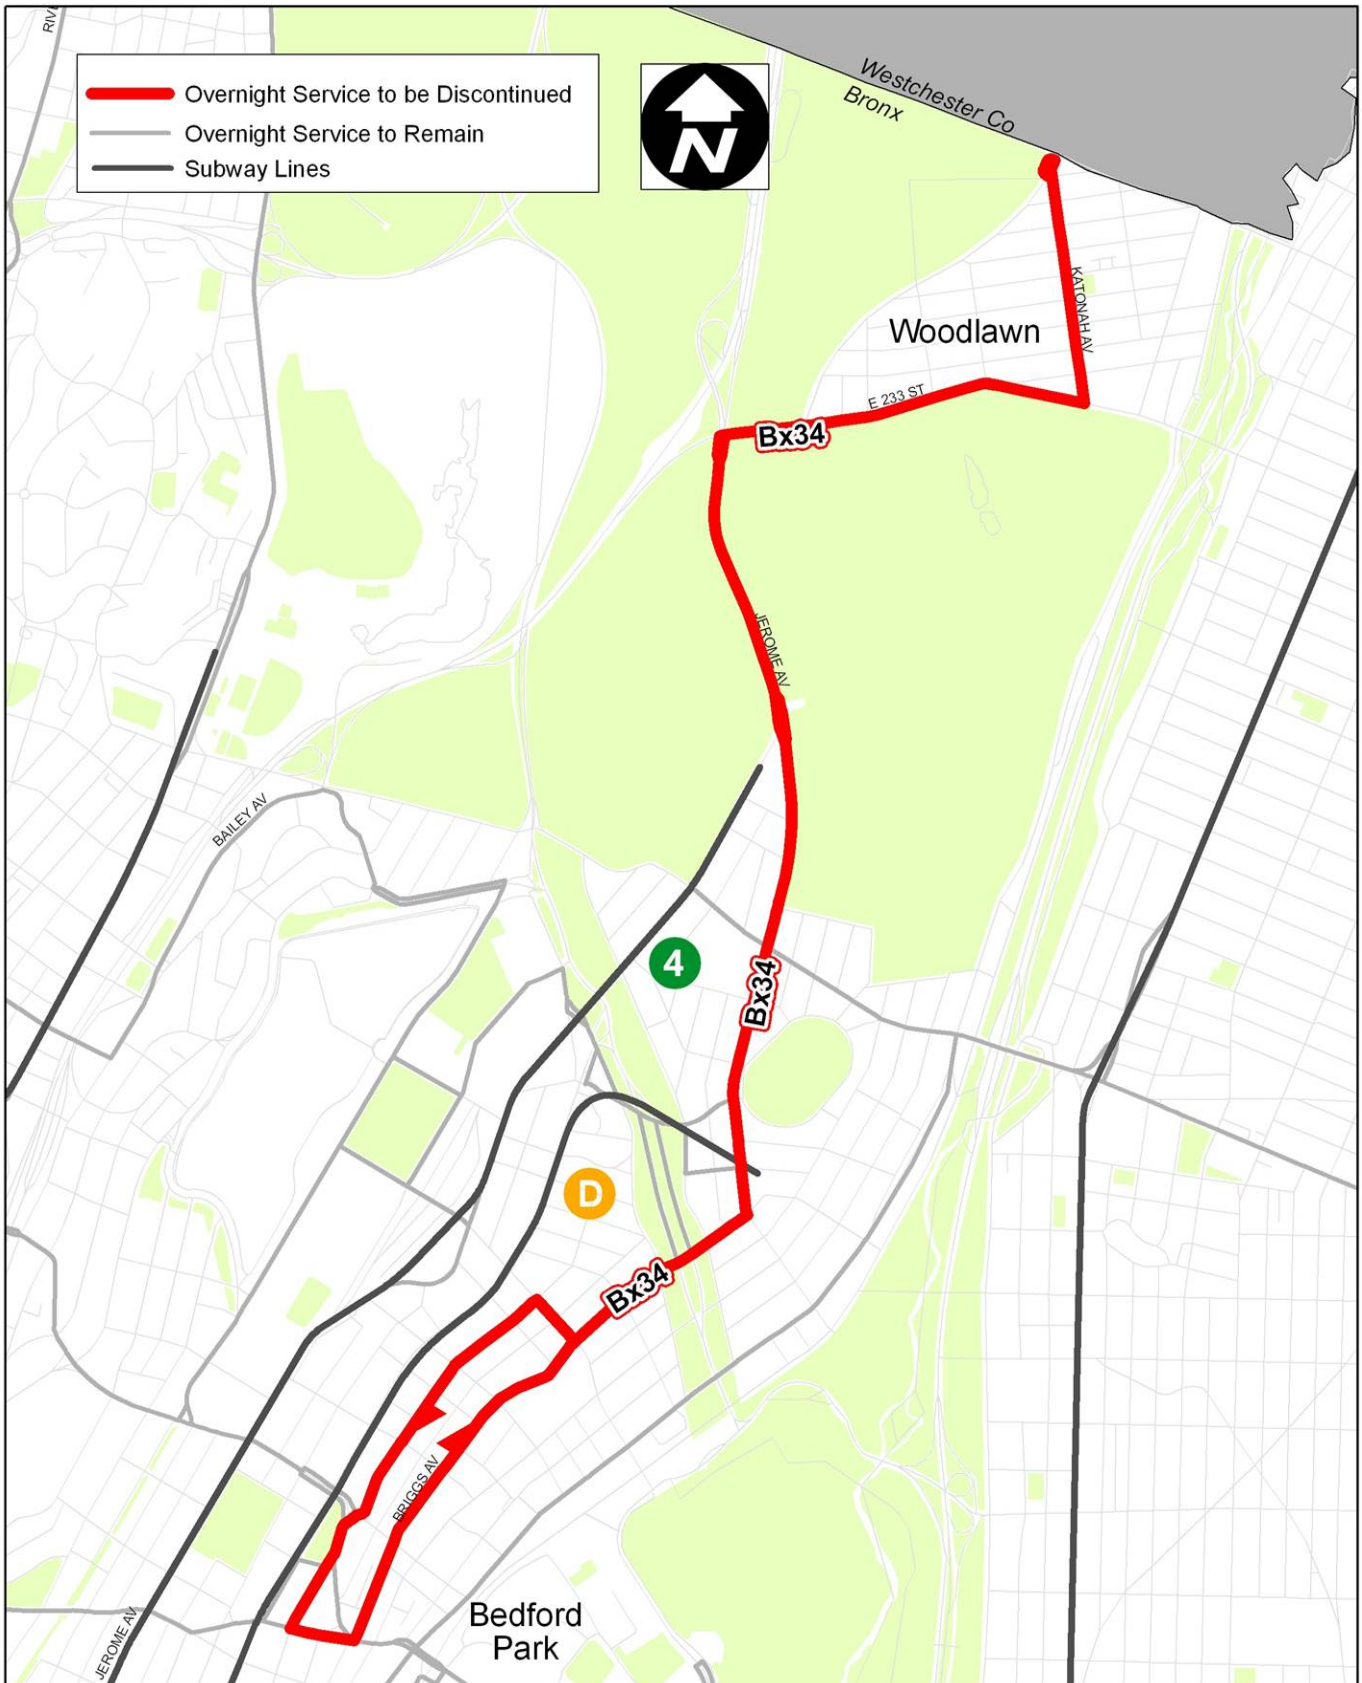 RIVE
Overnight Service to be Discontinued
Overnight Service to Remain
Subway Lines
N
Westchester Co
Bronx
KATONAH AV
Woodlawn
E 233 ST
Bx34
JEROME AV
BAILEY AV
4
Bx34
D
Bx34
BRIGGS AV
Bedford
Park
JEROME AV